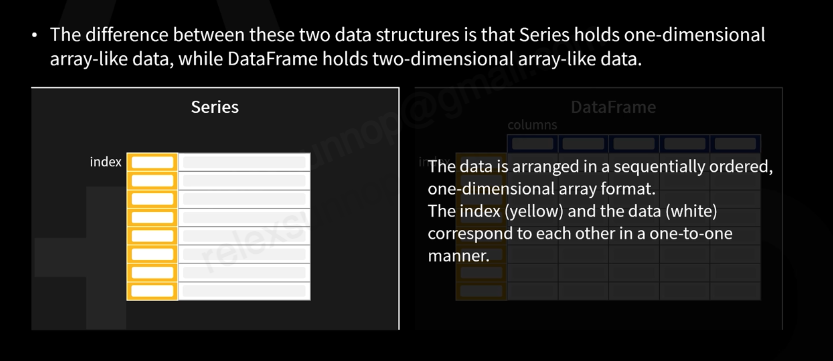 • The difference between these two data structures is that Series holds one-dimensional
array-like data, while DataFrame holds two-dimensional array-like data.
Series
index
DataFrame
columns
The data is arranged in a sequentially ordered,
one-dimensional array format.
The index (yellow) and the data (white)
correspond to each other in a one-to-one
manner.